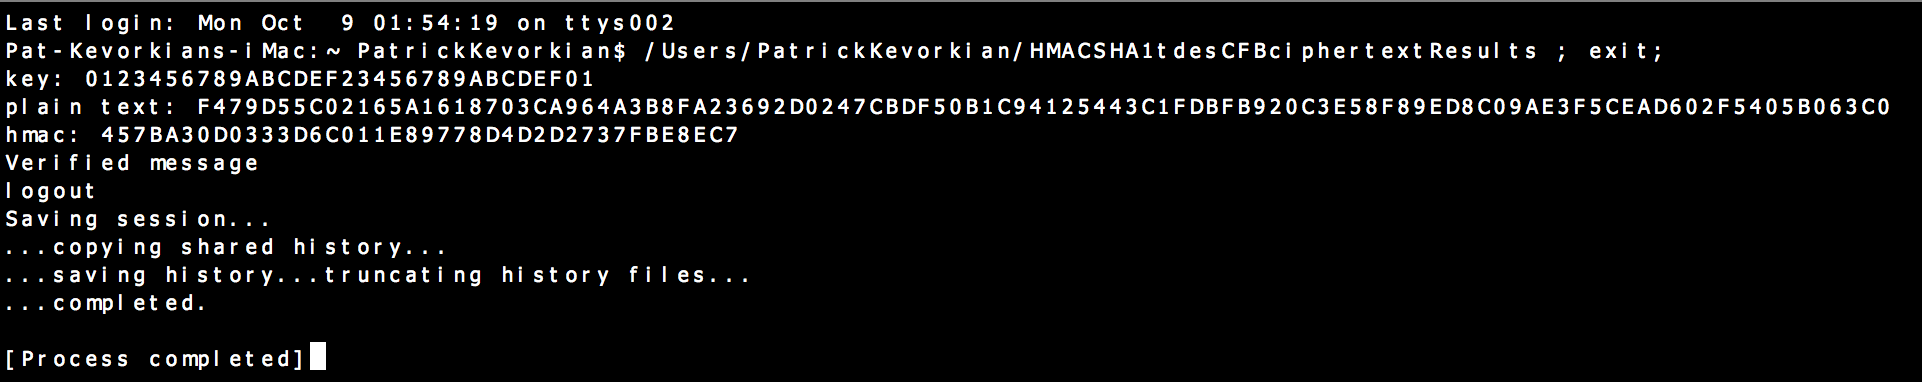 Last login: Mon Oct  9 01:54:19 on ttys002
Pat-Kevorkians-iMac:~ PatrickKevorkian$ /Users/PatrickKevorkian/HMACSHA1tdesCFBciphertextResults ; exit;
key: 0123456789ABCDEF23456789ABCDEF01
plain text: F479D55C02165A1618703CA964A3B8FA23692D0247CBDF50B1C94125443C1FDBFB920C3E58F89ED8C09AE3F5CEAD602F5405B063C0
hmac: 457BA30D0333D6C011E89778D4D2D2737FBE8EC7
Verified message
logout
Saving session...
...copying shared history...
...saving history...truncating history files...
...completed.
[Process completed]